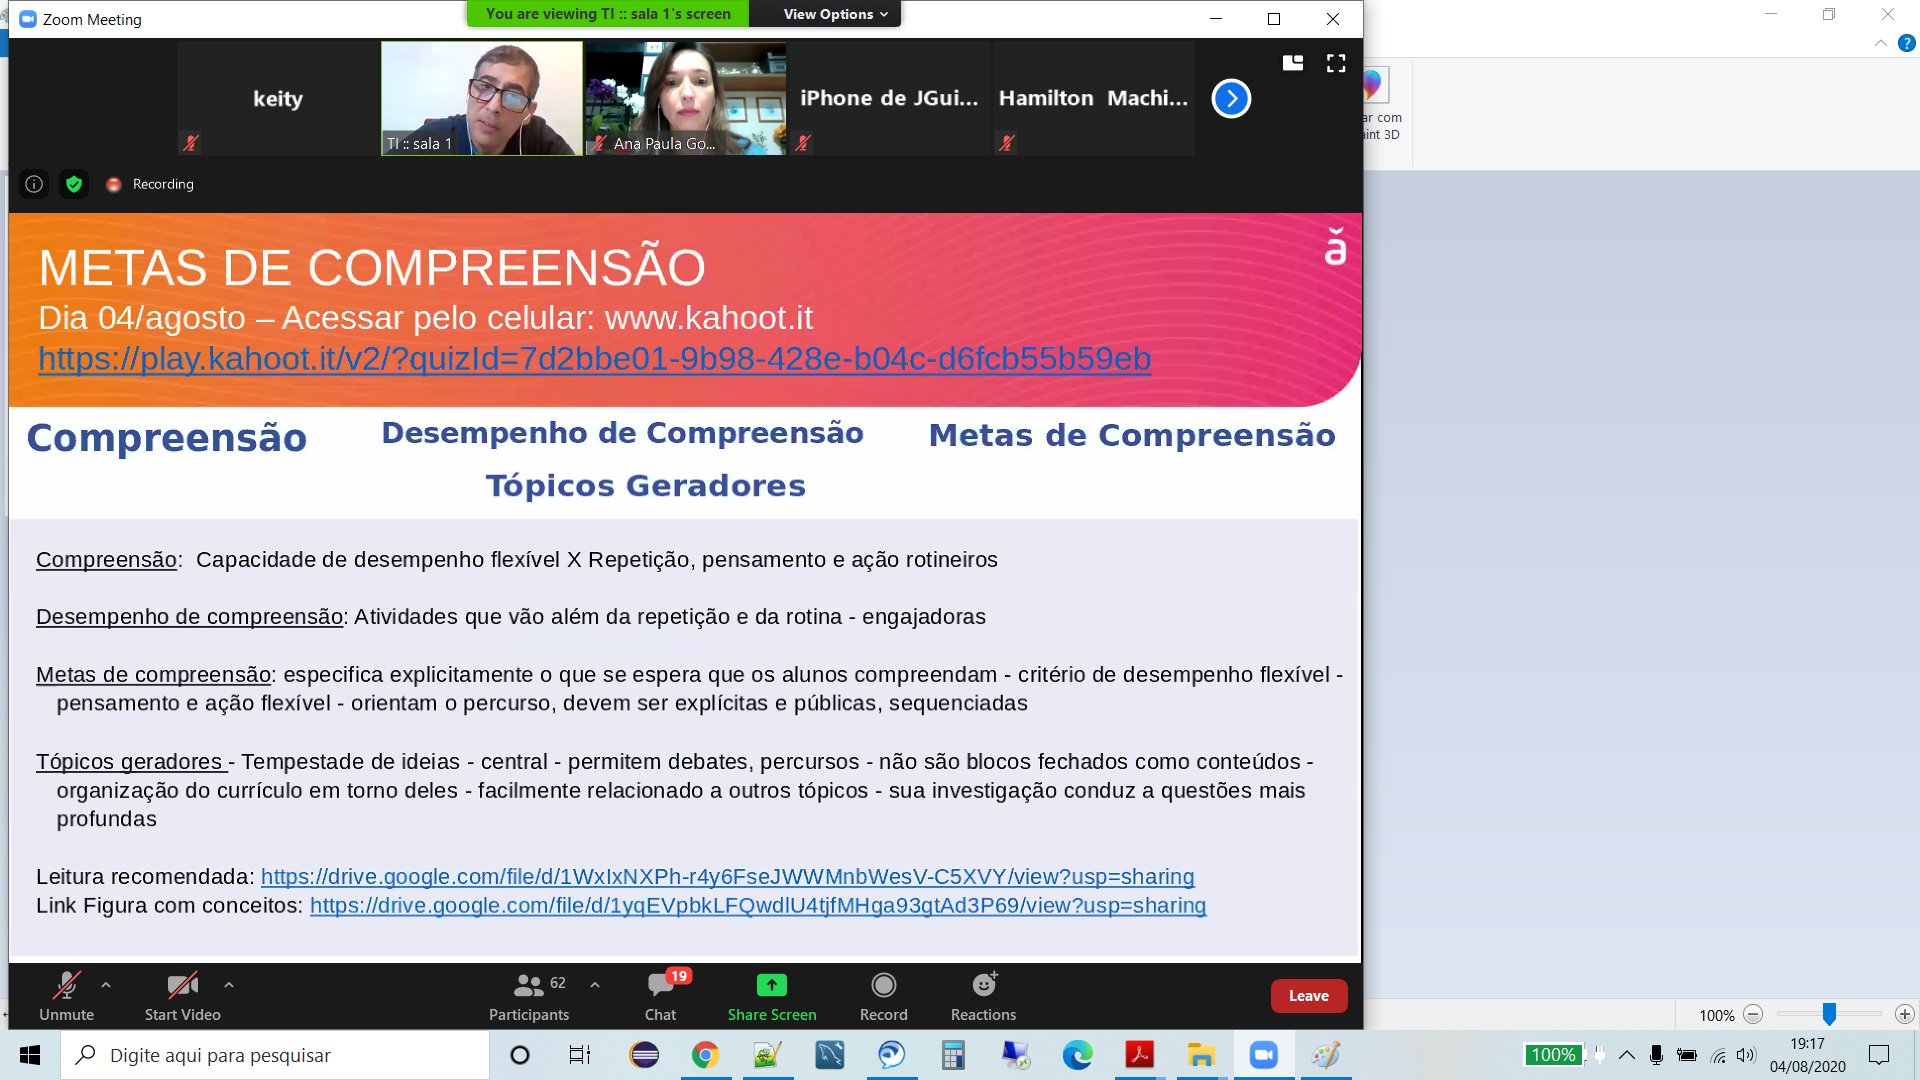 Zoom Meeting
You are viewing TI :: sala 1's screen
View Options
keity
TI :: sala 1
Ana Paula Go...
iPhone de JGui...
Hamilton Machi...
ar com
int 3D
Recording
METAS DE COMPREENSÃO
ă
Dia 04/agosto – Acessar pelo celular: www.kahoot.it
https://play.kahoot.it/v2/?quizId=7d2bbe01-9b98-428e-b04c-d6fcb55b59eb
Compreensão
Desempenho de Compreensão
Metas de Compreensão
Tópicos Geradores
Compreensão: Capacidade de desempenho flexível X Repetição, pensamento e ação rotineiros
Desempenho de compreensão: Atividades que vão além da repetição e da rotina - engajadoras
Metas de compreensão: especifica explicitamente o que se espera que os alunos compreendam - critério de desempenho flexível -
pensamento e ação flexível - orientam o percurso, devem ser explícitas e públicas, sequenciadas
Tópicos geradores - Tempestade de ideias - central - permitem debates, percursos - não são blocos fechados como conteúdos -
organização do currículo em torno deles - facilmente relacionado a outros tópicos - sua investigação conduz a questões mais
profundas
Leitura recomendada: https://drive.google.com/file/d/1WxIxNXPh-r4y6FseJWWMnbWesV-C5XVY/view?usp=sharing
Link Figura com conceitos: https://drive.google.com/file/d/1yqEVpbkLFQwdlU4tjfMHga93gtAd3P69/view?usp=sharing
Unmute
Start Video
Participants
62
Chat
19
Share Screen
Record
Reactions
Leave
100%
Digite aqui para pesquisar
100%
19:17
04/08/2020